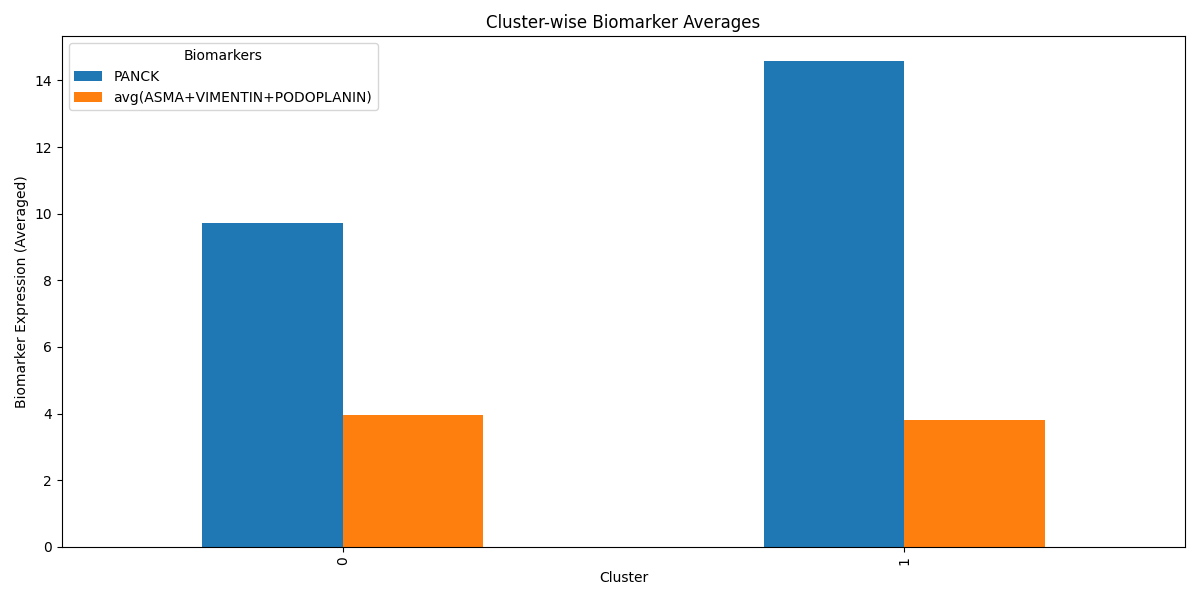 Cluster-wise Biomarker Averages
Biomarkers
PANCK
avg(ASMA+VIMENTIN+PODOPLANIN)
Biomarker Expression (Averaged)
14
12
10
8
6
4
2
0
0
1
Cluster